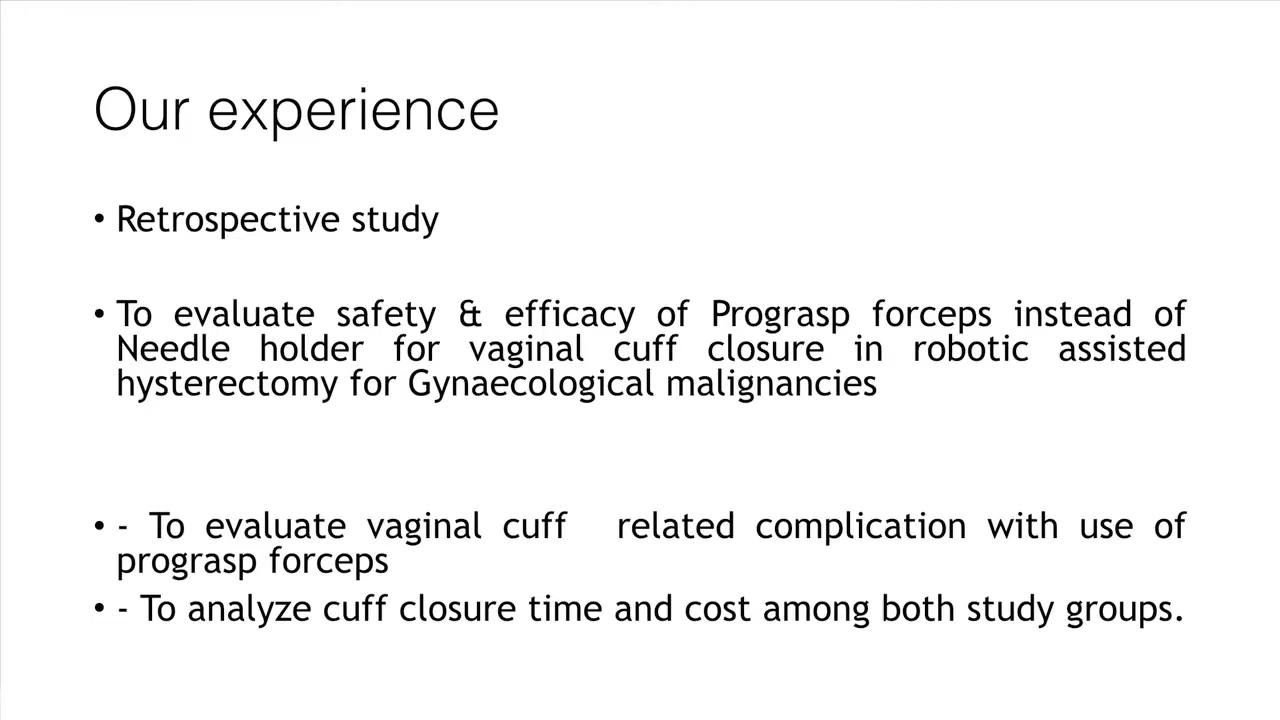 Our experience
• Retrospective study
• To evaluate safety & efficacy of Prograsp forceps instead of
Needle holder for vaginal cuff closure in robotic assisted
hysterectomy for Gynaecological malignancies
• - To evaluate vaginal cuff related complication with use of
prograsp forceps
• - To analyze cuff closure time and cost among both study groups.